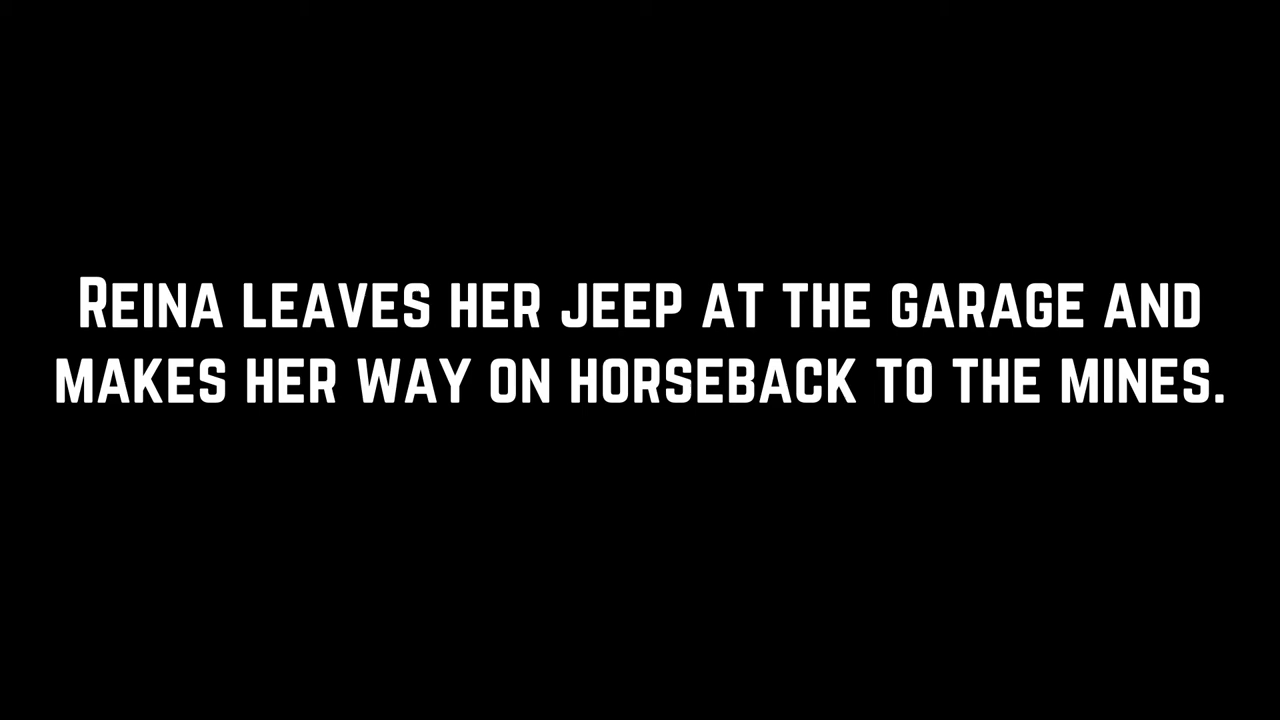 Reina leaves her jeep at the garage and
makes her way on horseback to the mines.